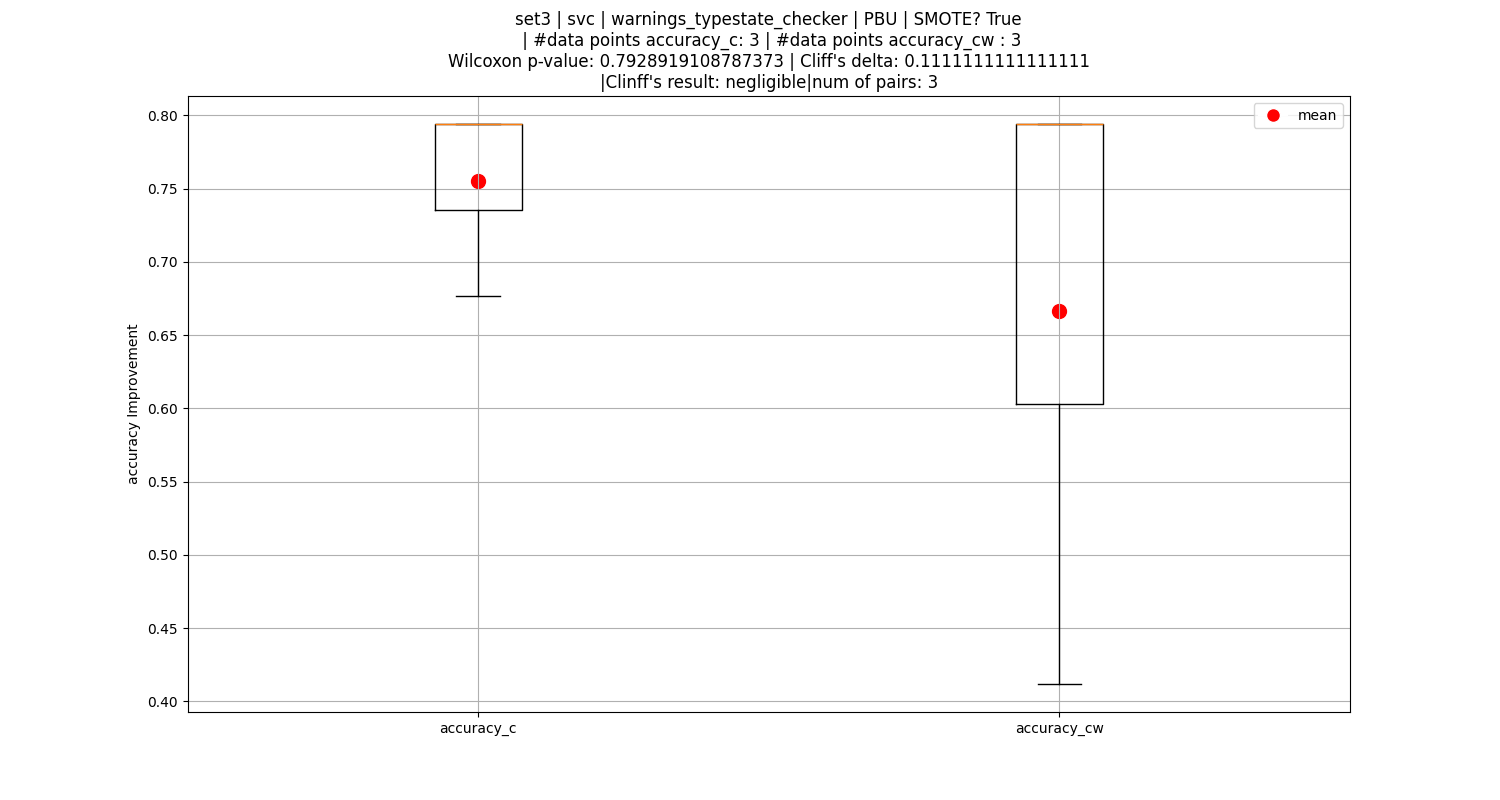 set3 | svc | warnings_typestate_checker | PBU | SMOTE? True
| #data points accuracy_c: 3 | #data points accuracy_cw : 3
Wilcoxon p-value: 0.7928919108787373 | Cliff's delta: 0.1111111111111111
|Clinff's result: negligible|num of pairs: 3
mean
accuracy Improvement
0.80
0.75
0.70
0.65
0.60
0.55
0.50
0.45
0.40
accuracy_c
accuracy_cw